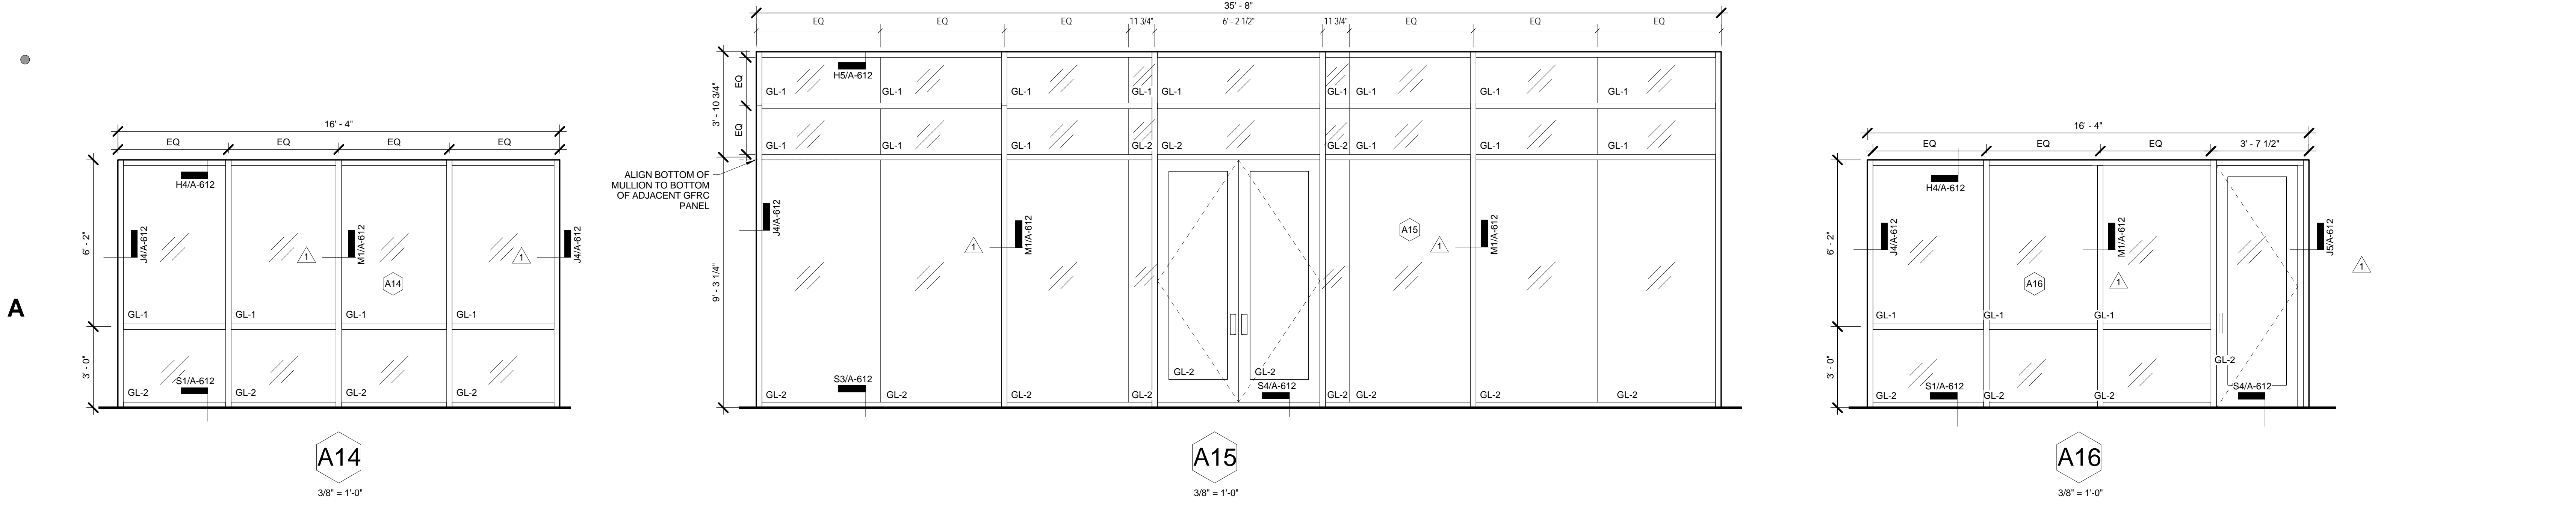 A
16' - 4"
EQ EQ EQ EQ
6' - 2"
3' - 0"
H4/A-612
J4/A-612
M1/A-612
J4/A-612
1
1
A14
GL-1 GL-1 GL-1 GL-1
S1/A-612
GL-2 GL-2 GL-2 GL-2
A14
3/8" = 1'-0"
35' - 8"
EQ EQ EQ 11 3/4" 6' - 2 1/2" 11 3/4" EQ EQ EQ
3' - 10 3/4"
EQ
EQ
9' - 3 1/4"
H5/A-612
GL-1 GL-1 GL-1 GL-1 GL-1 GL-1 GL-1 GL-1 GL-1
GL-1 GL-1 GL-1 GL-2 GL-2 GL-2 GL-1 GL-1 GL-1
ALIGN BOTTOM OF
MULLION TO BOTTOM
OF ADJACENT GFRC
PANEL
J4/A-612
1
M1/A-612
A15
1
M1/A-612
GL-2 GL-2
S3/A-612
S4/A-612
GL-2 GL-2 GL-2 GL-2 GL-2 GL-2 GL-2 GL-2
A15
3/8" = 1'-0"
16' - 4"
EQ EQ EQ 3' - 7 1/2"
6' - 2"
3' - 0"
H4/A-612
J4/A-612
M1/A-612
J5/A-612
1
1
A16
GL-1 GL-1 GL-1
GL-2
S1/A-612
S4/A-612
GL-2 GL-2 GL-2
A16
3/8" = 1'-0"